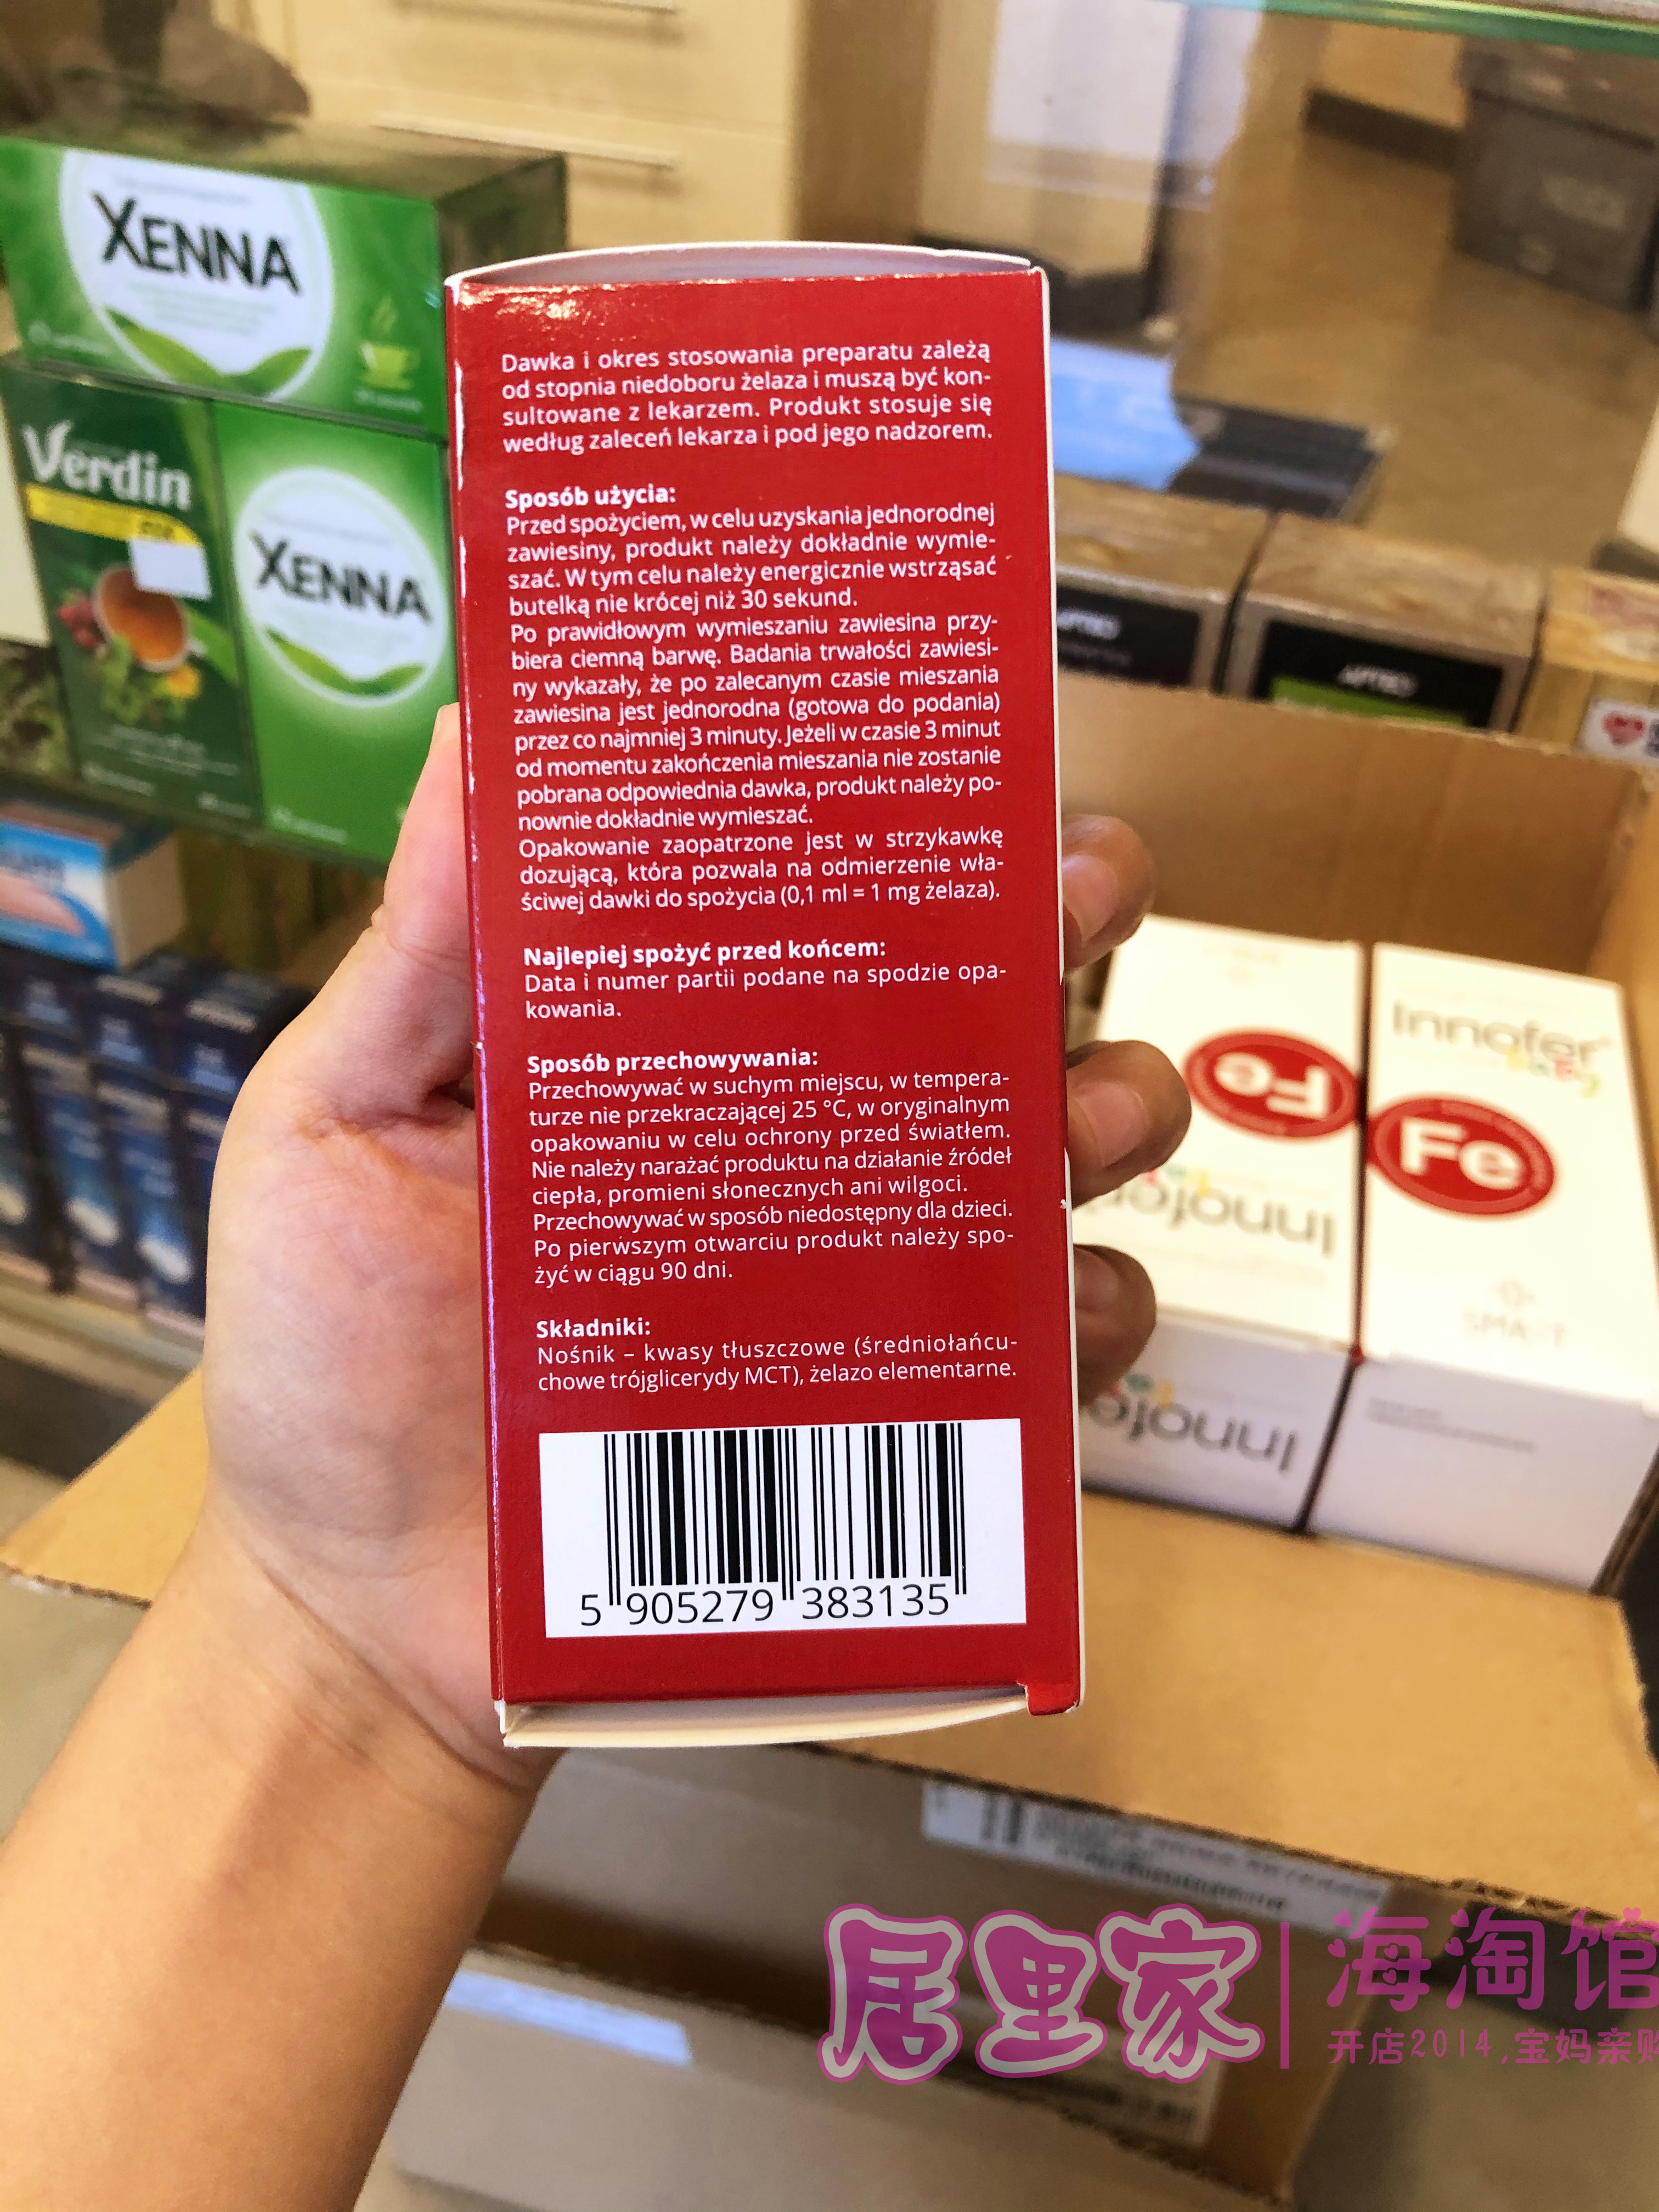 XENNA
Verdin
XENNA
Dawka i okres stosowania preparatu zależą
od stopnia niedoboru żelaza i muszą być kon-
sultowane z lekarzem. Produkt stosuje się
według zaleceń lekarza i pod jego nadzorem.
Sposób użycia:
Przed spożyciem, w celu uzyskania jednorodnej
zawiesiny, produkt należy dokładnie wymie-
szać. W tym celu należy energicznie wstrząsać
butelką nie krócej niż 30 sekund.
Po prawidłowym wymieszaniu zawiesina przy-
biera ciemną barwę. Badania trwałości zawiesi-
ny wykazały, że po zalecanym czasie mieszania
zawiesina jest jednorodna (gotowa do podania)
przez co najmniej 3 minuty. Jeżeli w czasie 3 minut
od momentu zakończenia mieszania nie zostanie
pobrana odpowiednia dawka, produkt należy po-
nownie dokładnie wymieszać.
Opakowanie zaopatrzone jest w strzykawkę
dozującą, która pozwala na odmierzenie wła-
ściwej dawki do spożycia (0,1 ml = 1 mg żelaza).
Najlepiej spożyć przed końcem:
Data i numer partii podane na spodzie opa-
kowania.
Sposób przechowywania:
Przechowywać w suchym miejscu, w tempera-
turze nie przekraczającej 25 °C, w oryginalnym
opakowaniu w celu ochrony przed światłem.
Nie należy narażać produktu na działanie źródeł
ciepła, promieni słonecznych ani wilgoci.
Przechowywać w sposób niedostępny dla dzieci.
Po pierwszym otwarciu produkt należy spo-
żyć w ciągu 90 dni.
Składniki:
Nośnik – kwasy tłuszczowe (średniołańcu-
chowe trójglicerydy MCT), żelazo elementarne.
5 905279 383135
Innofer
baby
Fe
Fe
Innofer
Innofer
居里家
海淘馆
开店2014,宝妈亲购